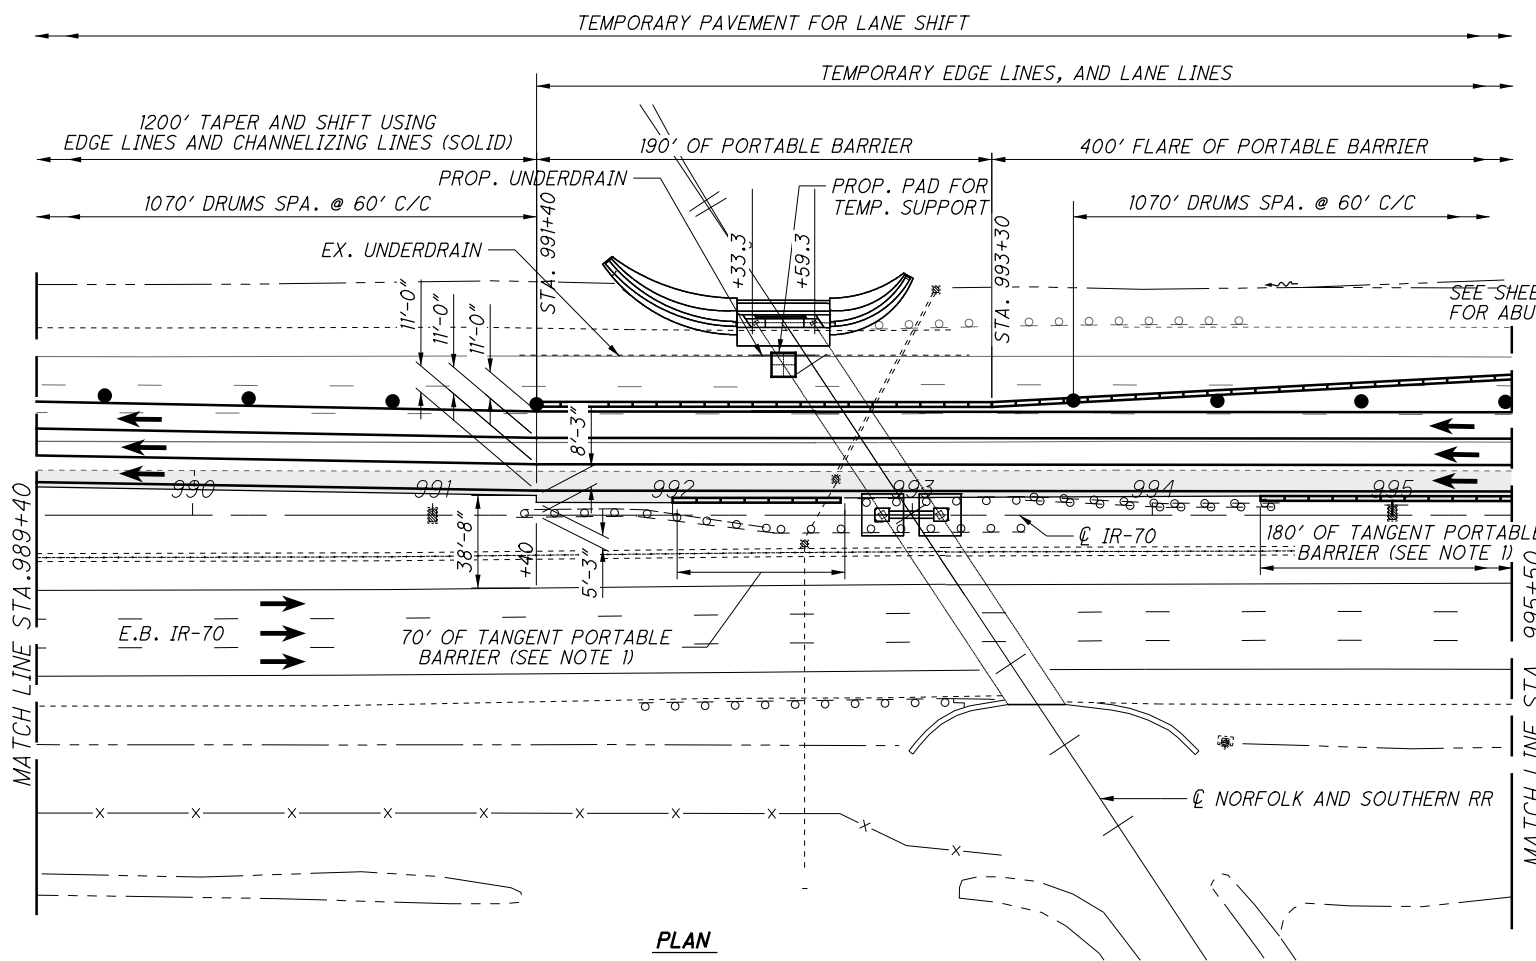 TEMPORARY PAVEMENT FOR LANE SHIFT
TEMPORARY EDGE LINES, AND LANE LINES
1200' TAPER AND SHIFT USING
EDGE LINES AND CHANNELIZING LINES (SOLID)
190' OF PORTABLE BARRIER
400' FLARE OF PORTABLE BARRIER
PROP. UNDERDRAIN
PROP. PAD FOR
TEMP. SUPPORT
1070' DRUMS SPA. @ 60' C/C
1070' DRUMS SPA. @ 60' C/C
EX. UNDERDRAIN
STA. 991+40
+33.3
+59.3
STA. 993+30
SEE SHEE
FOR ABU
11'-0"
11'-0"
11'-0"
8'-3"
990
991
992
993
994
995
38'-8"
+40
5'-3"
℄ IR-70
180' OF TANGENT PORTABLE
BARRIER (SEE NOTE 1)
E.B. IR-70
70' OF TANGENT PORTABLE
BARRIER (SEE NOTE 1)
MATCH LINE STA.989+40
MATCH LINE STA. 995+50
℄ NORFOLK AND SOUTHERN RR
X X X X X X X X X X
PLAN